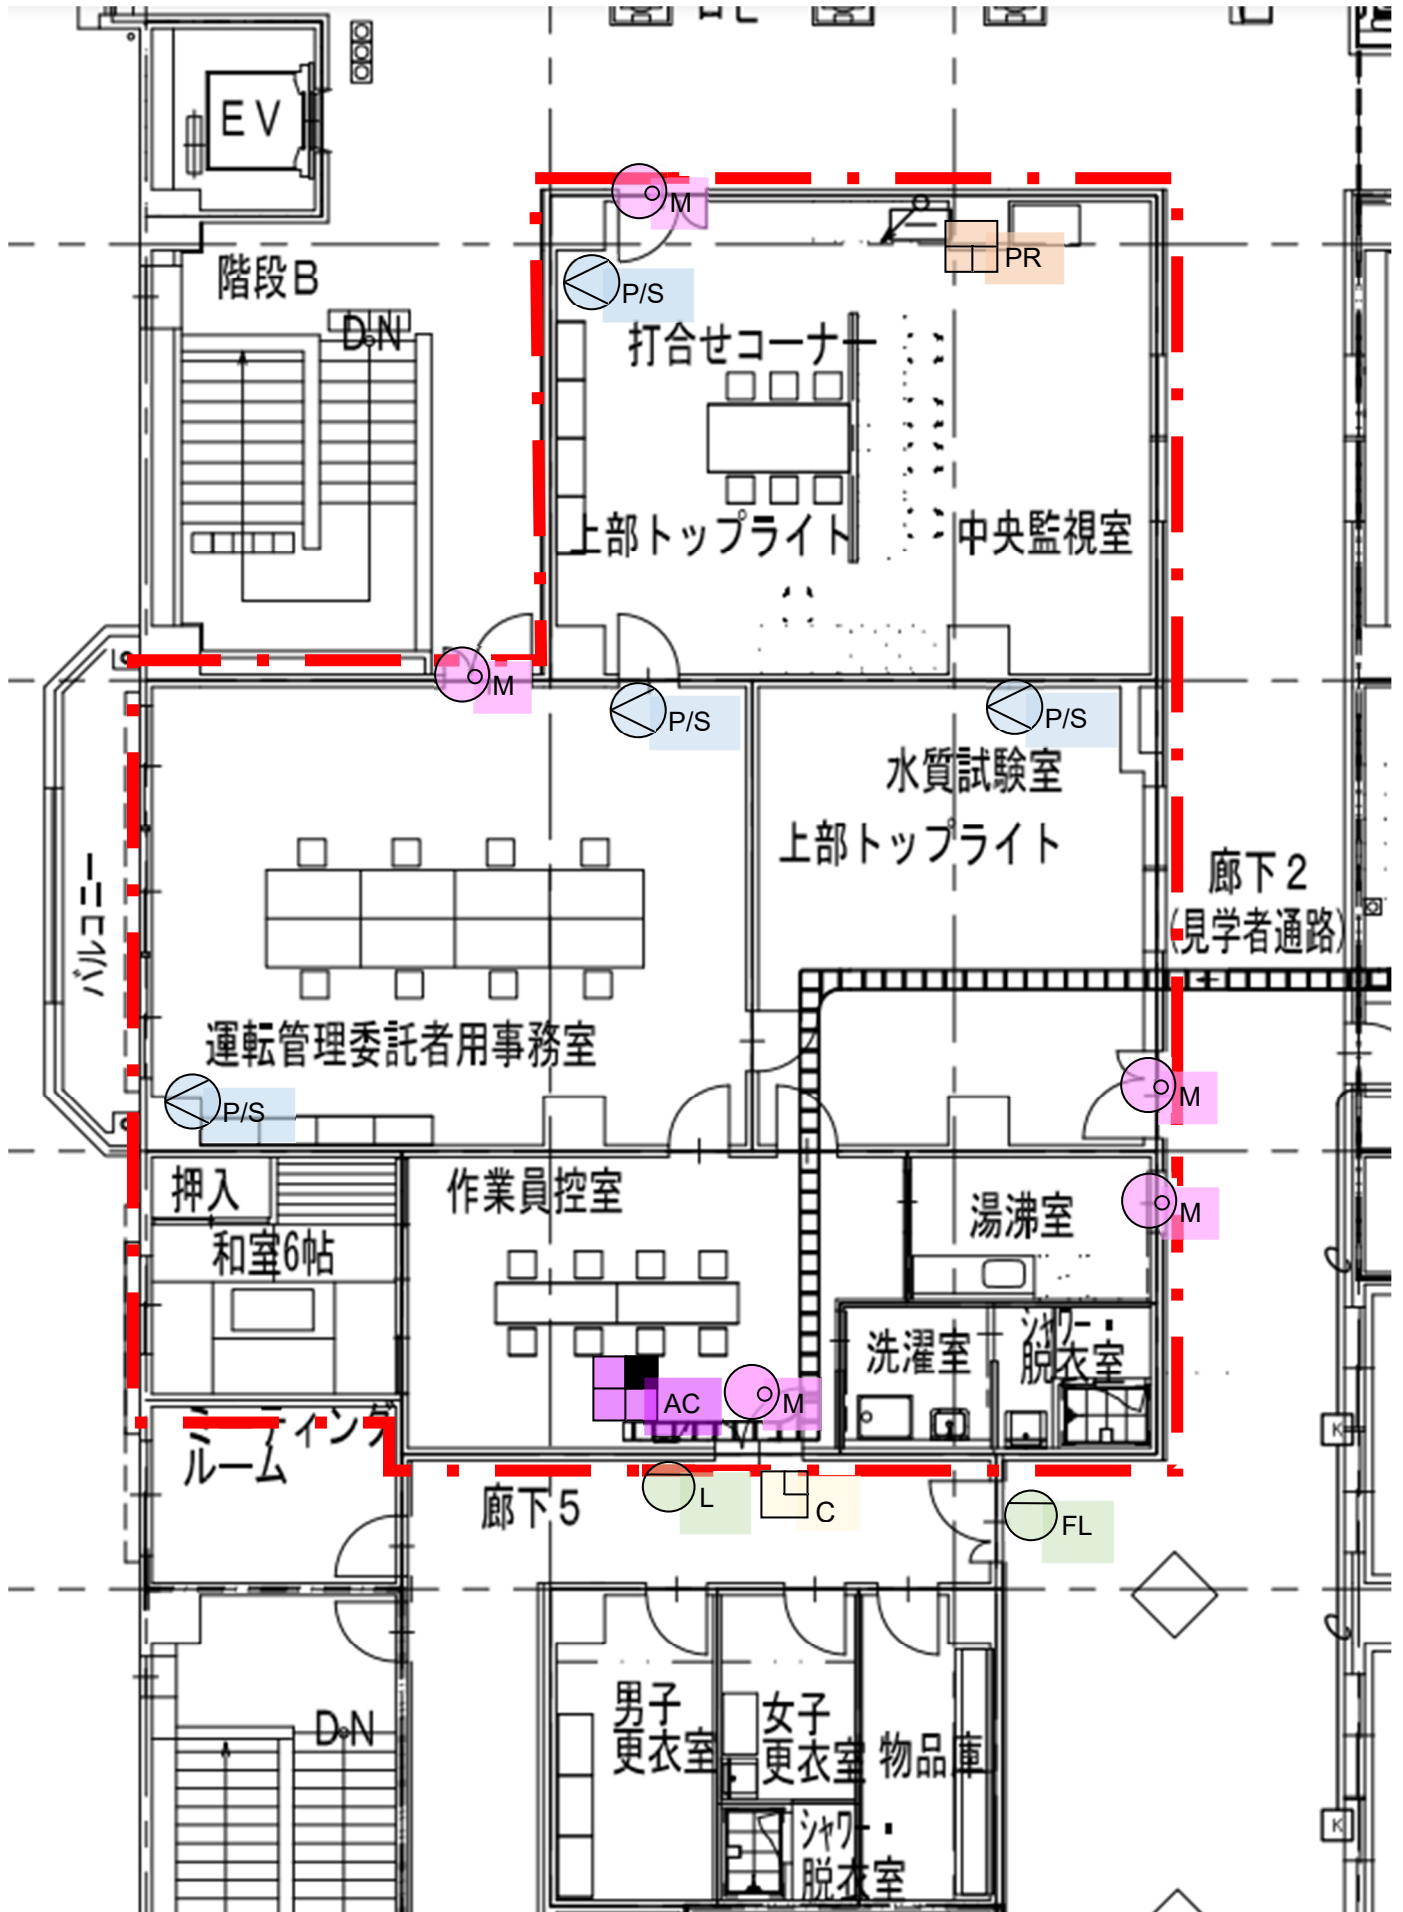 EV
M
階段B
PR
P/S
DN
打合せコーナー
上部トップライト
中央監視室
M
P/S
P/S
水質試験室
上部トップライト
バルコニー
廊下2
(見学者通路)
運転管理委託者用事務室
M
P/S
押入
作業員控室
湯沸室
M
和室6帖
洗濯室
シャワー・
脱衣室
AC
M
K
ティング
ルーム
廊下5
L
C
FL
男子
更衣室
女子
更衣室
物品庫
DN
シャワー・
脱衣室
K